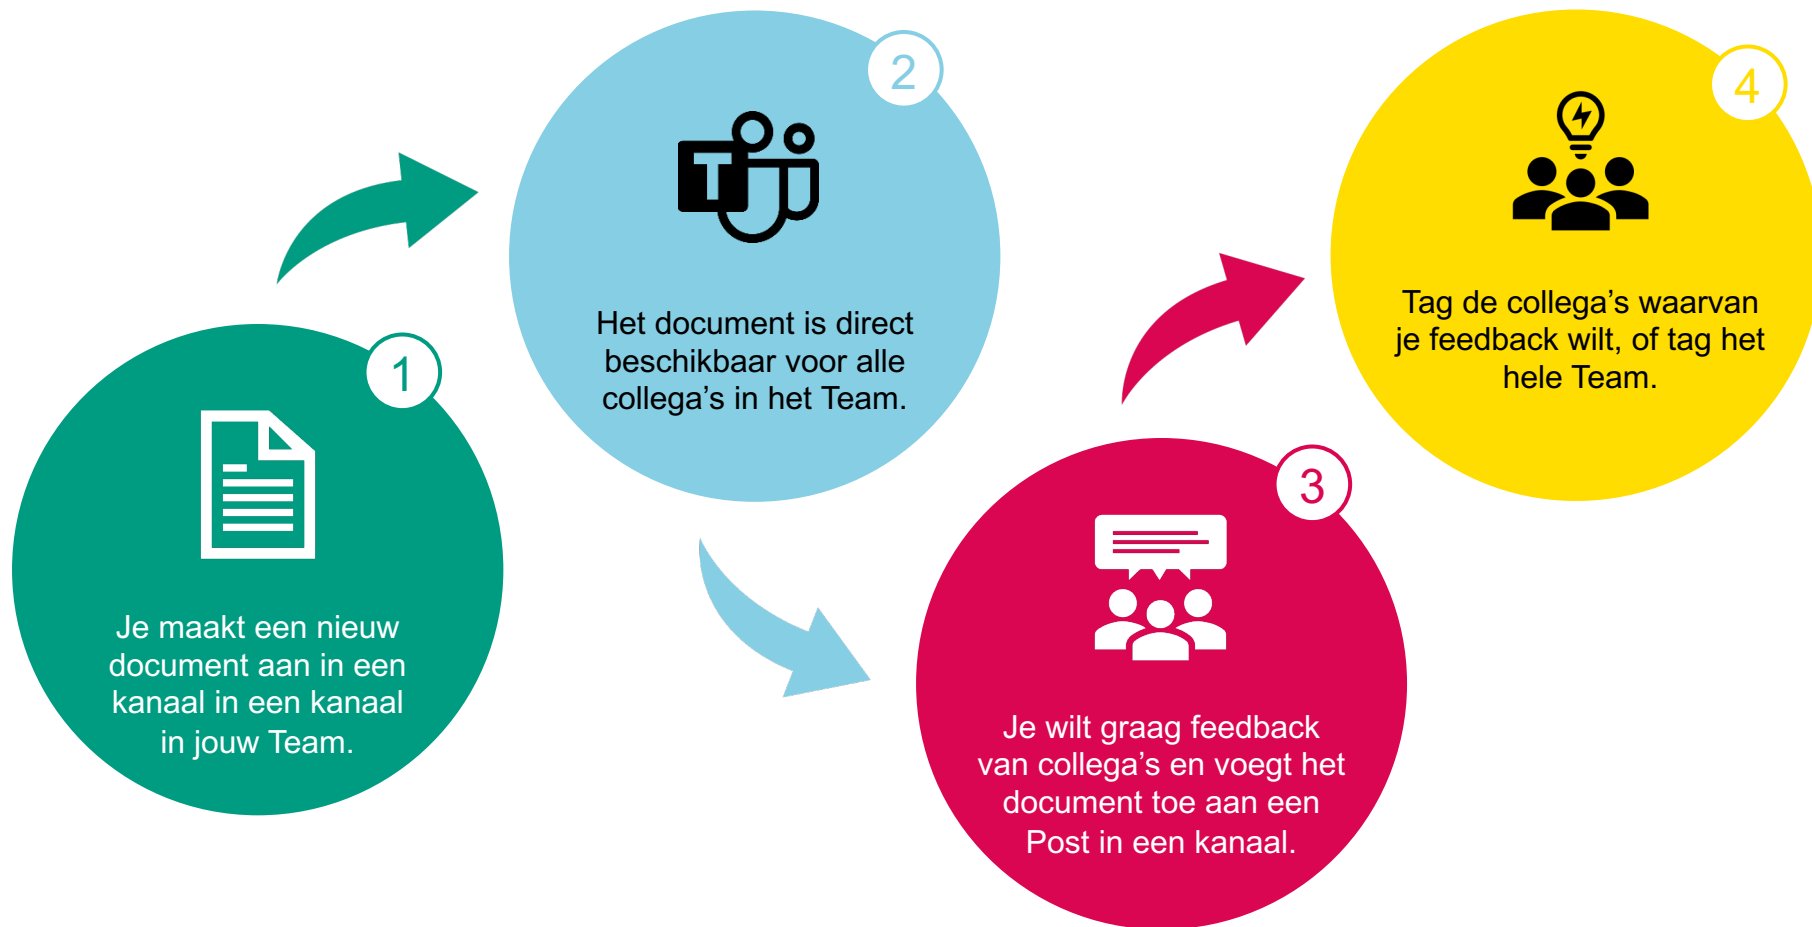 1
Je maakt een nieuw
document aan in een
kanaal in een kanaal
in jouw Team.
2
T
Het document is direct
beschikbaar voor alle
collega’s in het Team.
3
Je wilt graag feedback
van collega’s en voegt het
document toe aan een
Post in een kanaal.
4
Tag de collega’s waarvan
je feedback wilt, of tag het
hele Team.